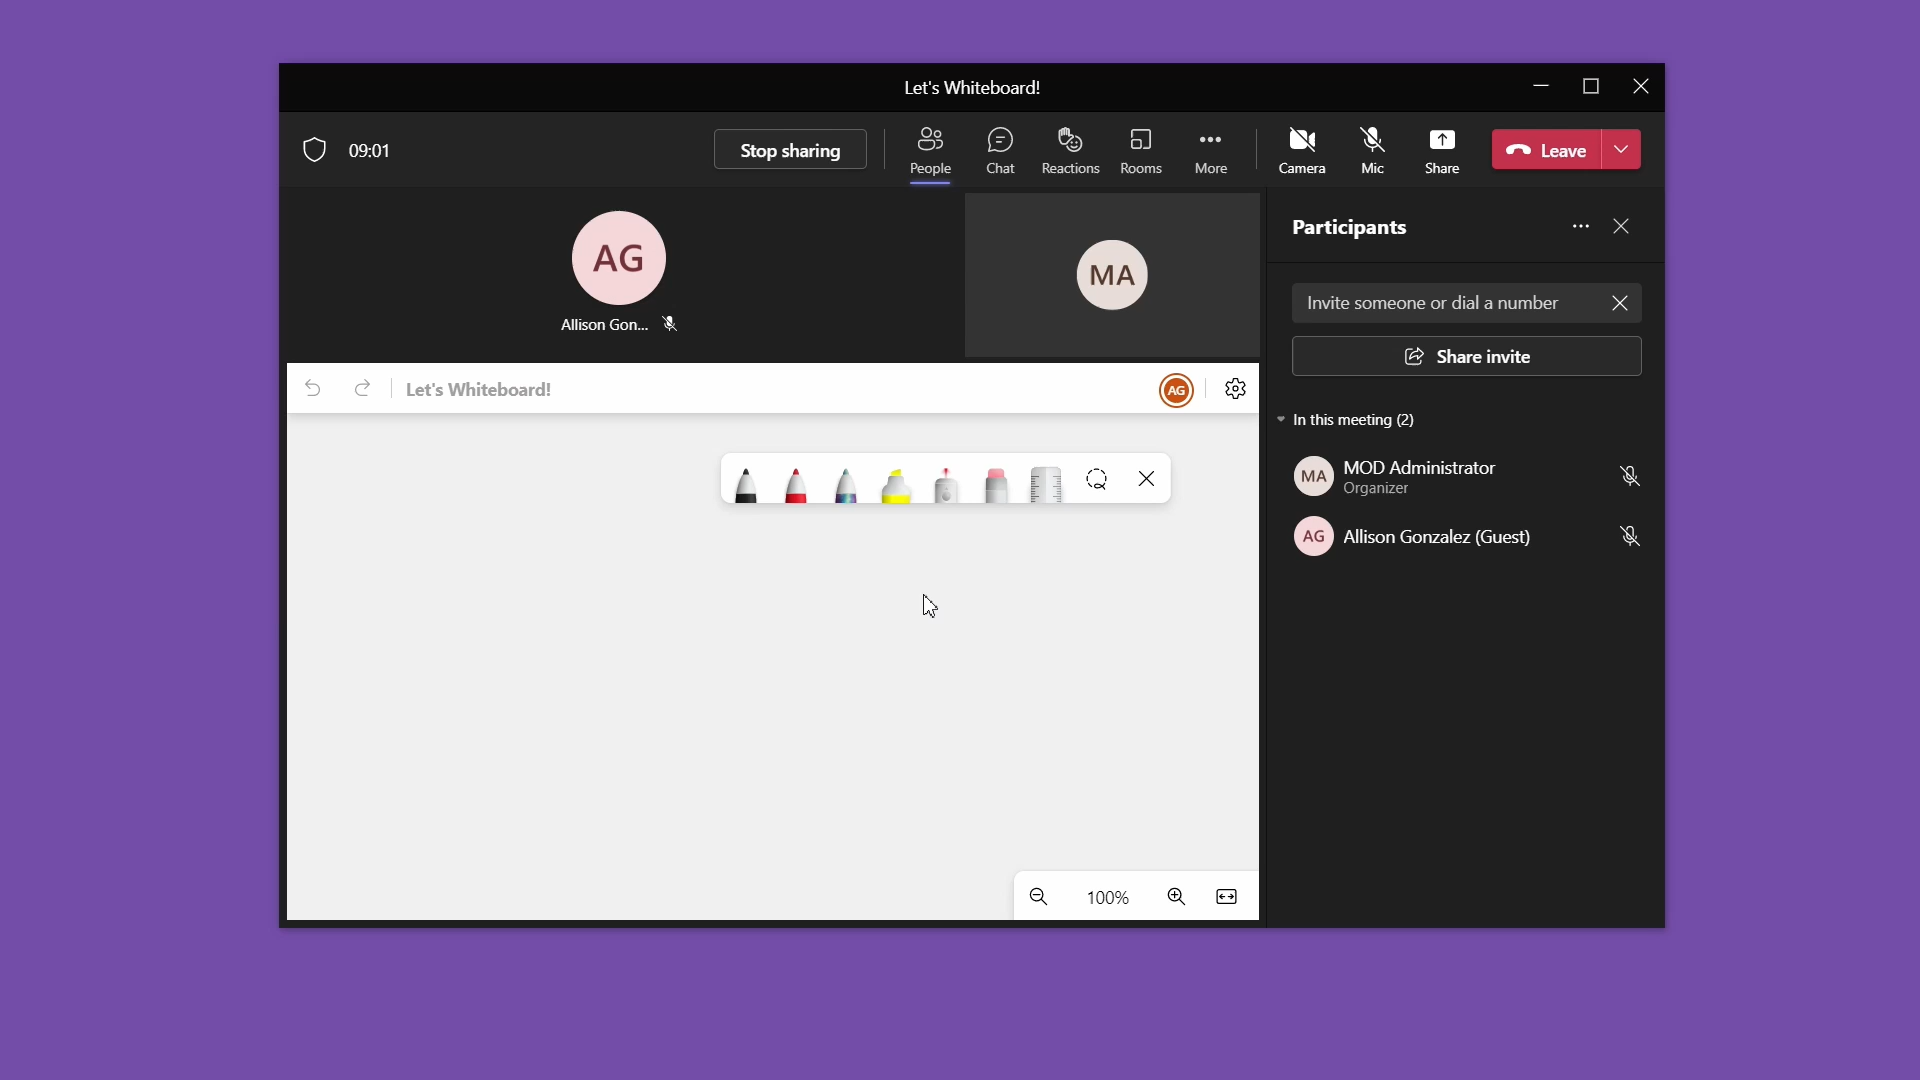 Let's Whiteboard!
09:01
Stop sharing
People
Chat
Reactions
Rooms
More
Camera
Mic
Share
Leave
AG
Allison Gon...
MA
Participants
Invite someone or dial a number
Share invite
Let's Whiteboard!
AG
In this meeting (2)
MA
MOD Administrator
Organizer
AG
Allison Gonzalez (Guest)
100%